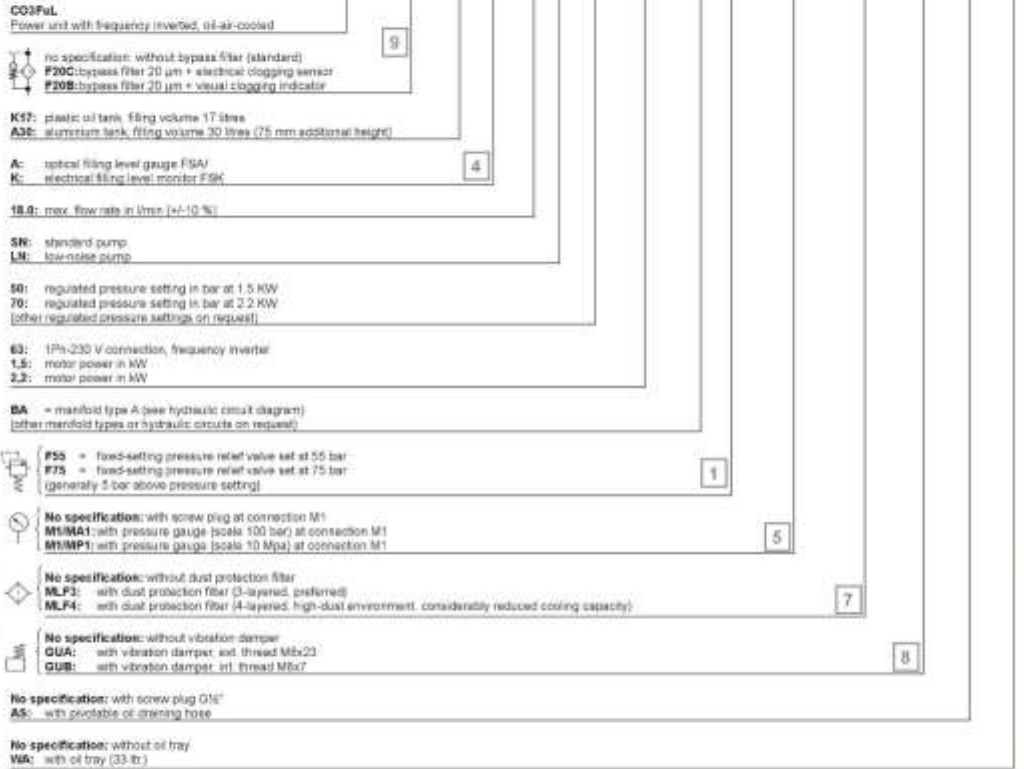 CO3FuL
Power unit with frequency inverted, oil-air-cooled
9
no specification: without bypass filter (standard)
F20C: bypass filter 20 µm + electrical clogging sensor
F20B: bypass filter 20 µm + visual clogging indicator
K17: plastic oil tank, filling volume 17 litres
A30: aluminium tank, filling volume 30 litres (75 mm additional height)
A: optical filling level gauge FSA/
K: electrical filling level monitor FSK
4
18.0: max. flow rate in l/min (+/-10 %)
SN: standard pump
LN: low-noise pump
50: regulated pressure setting in bar at 1.5 KW
70: regulated pressure setting in bar at 2.2 KW
(other regulated pressure settings on request)
63: 1Ph-230 V connection, frequency inverter
1,5: motor power in kW
2,2: motor power in kW
BA = manifold type A (see hydraulic circuit diagram)
(other manifold types or hydraulic circuits on request)
F55 = fixed-setting pressure relief valve set at 55 bar
F75 = fixed-setting pressure relief valve set at 75 bar
(generally 5 bar above pressure setting)
1
No specification: with screw plug at connection M1
M1/MA1: with pressure gauge (scale 100 bar) at connection M1
M1/MP1: with pressure gauge (scale 10 Mpa) at connection M1
5
No specification: without dust protection filter
MLF3: with dust protection filter (3-layered, preferred)
MLF4: with dust protection filter (4-layered, high-dust environment, considerably reduced cooling capacity)
7
No specification: without vibration damper
GUA: with vibration damper, ext. thread M8x23
GUB: with vibration damper, int. thread M8x7
8
No specification: with screw plug
AS: with pivotable oil draining hose
No specification: without oil tray
WA: with oil tray (33 ltr.)